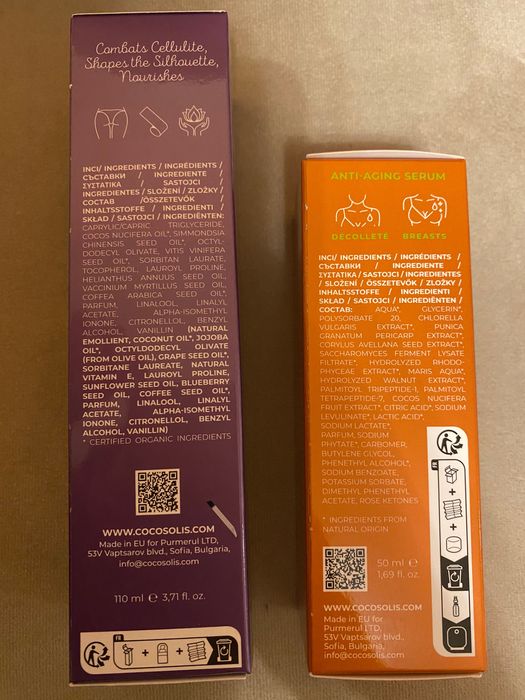 Combats Cellulite,
Shapes the Silhouette,
Nourishes
INCI/ INGREDIENTS / INGRÉDIENTS /
СЪСТАВКИ / INGREDIENTE /
ΣΥΣΤΑΤΙΚΑ / SASTOJCI /
INGREDIENTES / SLOŽENÍ / ZLOŽKY /
СОСТАВ /ÖSSZETEVŐK /
INHALTSSTOFFE / INGREDIENTI /
SKŁAD / SASTOJCI / INGREDIËNTEN:
CAPRYLIC/CAPRIC TRIGLYCERIDE,
COCOS NUCIFERA OIL*, SIMMONDSIA
CHINENSIS SEED OIL*, OCTYL-
DODECYL OLIVATE, VITIS VINIFERA
SEED OIL*, SORBITAN LAURATE,
TOCOPHEROL, LAUROYL PROLINE,
HELIANTHUS ANNUUS SEED OIL,
VACCINIUM MYRTILLUS SEED OIL,
COFFEA ARABICA SEED OIL*,
PARFUM, LINALOOL, LINALYL
ACETATE, ALPHA-ISOMETHYL
IONONE, CITRONELLOL, BENZYL
ALCOHOL, VANILLIN (NATURAL
EMOLLIENT, COCONUT OIL*, JOJOBA
OIL*, OCTYLDODECYL OLIVATE
(FROM OLIVE OIL), GRAPE SEED OIL*,
SORBITANE LAUREATE, NATURAL
VITAMIN E, LAUROYL PROLINE,
SUNFLOWER SEED OIL, BLUEBERRY
SEED OIL, COFFEE SEED OIL*,
PARFUM, LINALOOL, LINALYL
ACETATE, ALPHA-ISOMETHYL
IONONE, CITRONELLOL, BENZYL
ALCOHOL, VANILLIN)
* CERTIFIED ORGANIC INGREDIENTS
WWW.COCOSOLIS.COM
Made in EU for Purmerul LTD,
53V Vaptsarov blvd., Sofia, Bulgaria,
info@cocosolis.com
110 ml ℮ 3,71 fl. oz.
FR
ANTI-AGING SERUM
DÉCOLLETÉ BREASTS
INCI/ INGREDIENTS / INGRÉDIENTS /
СЪСТАВКИ / INGREDIENTE /
ΣΥΣΤΑΤΙΚΑ / SASTOJCI / INGREDIENTES
/ SLOŽENÍ / ÖSSZETEVŐK / ZLOŽKY /
INHALTSSTOFFE / INGREDIENTI /
SKŁAD / SASTOJCI / INGREDIËNTEN /
СОСТАВ: AQUA*, GLYCERIN*,
POLYSORBATE 20, CHLORELLA
VULGARIS EXTRACT*, PUNICA
GRANATUM PERICARP EXTRACT*,
CORYLUS AVELLANA SEED EXTRACT*,
SACCHAROMYCES FERMENT LYSATE
FILTRATE*, HYDROLYZED RHODO-
PHYCEAE EXTRACT*, MARIS AQUA*,
HYDROLYZED WALNUT EXTRACT*,
PALMITOYL TRIPEPTIDE-1, PALMITOYL
TETRAPEPTIDE-7, COCOS NUCIFERA
FRUIT EXTRACT*, CITRIC ACID*, SODIUM
LEVULINATE*, LACTIC ACID*,
SODIUM LACTATE*,
PARFUM, SODIUM
PHYTATE*, CARBOMER,
BUTYLENE GLYCOL,
PHENETHYL ALCOHOL*,
SODIUM BENZOATE,
POTASSIUM SORBATE,
DIMETHYL PHENETHYL
ACETATE, ROSE KETONES
* INGREDIENTS FROM
NATURAL ORIGIN
50 ml ℮
1,69 fl. oz.
WWW.COCOSOLIS.COM
Made in EU for
Purmerul LTD,
53V Vaptsarov blvd.,
Sofia, Bulgaria,
info@cocosolis.com
FR